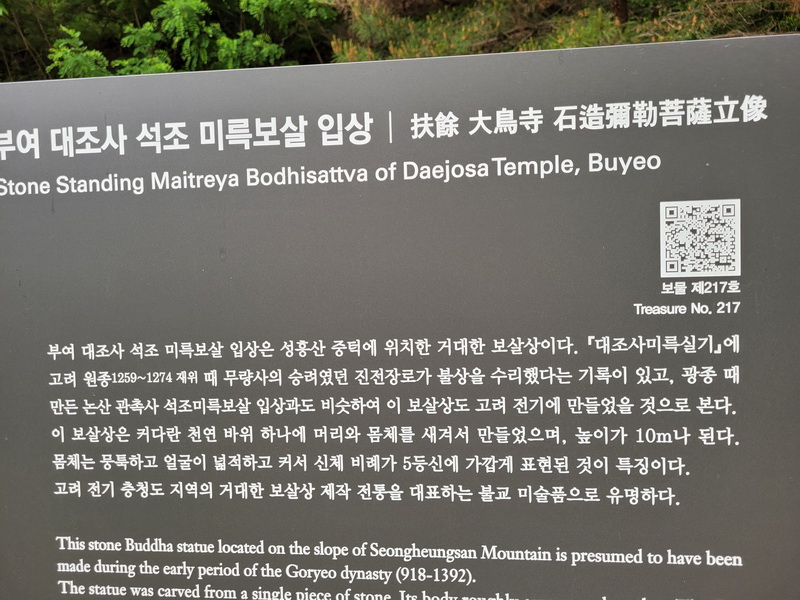 부여 대조사 석조 미륵보살 입상 | 扶餘 大鳥寺 石造彌勒菩薩立像
Stone Standing Maitreya Bodhisattva of Daejosa Temple, Buyeo
보물 제217호
Treasure No. 217
부여 대조사 석조 미륵보살 입상은 성흥산 중턱에 위치한 거대한 보살상이다. 『대조사미륵실기』에
고려 원종1259~1274 재위 때 무량사의 승려였던 진전장로가 불상을 수리했다는 기록이 있고, 광종 때
만든 논산 관촉사 석조미륵보살 입상과도 비슷하여 이 보살상도 고려 전기에 만들었을 것으로 본다.
이 보살상은 커다란 천연 바위 하나에 머리와 몸체를 새겨서 만들었으며, 높이가 10m나 된다.
몸체는 뭉툭하고 얼굴이 넓적하고 커서 신체 비례가 5등신에 가깝게 표현된 것이 특징이다.
고려 전기 충청도 지역의 거대한 보살상 제작 전통을 대표하는 불교 미술품으로 유명하다.
This stone Buddha statue located on the slope of Seongheungsan Mountain is presumed to have been
made during the early period of the Goryeo dynasty (918-1392).
The statue was carved from a single piece of stone. Its body roughly